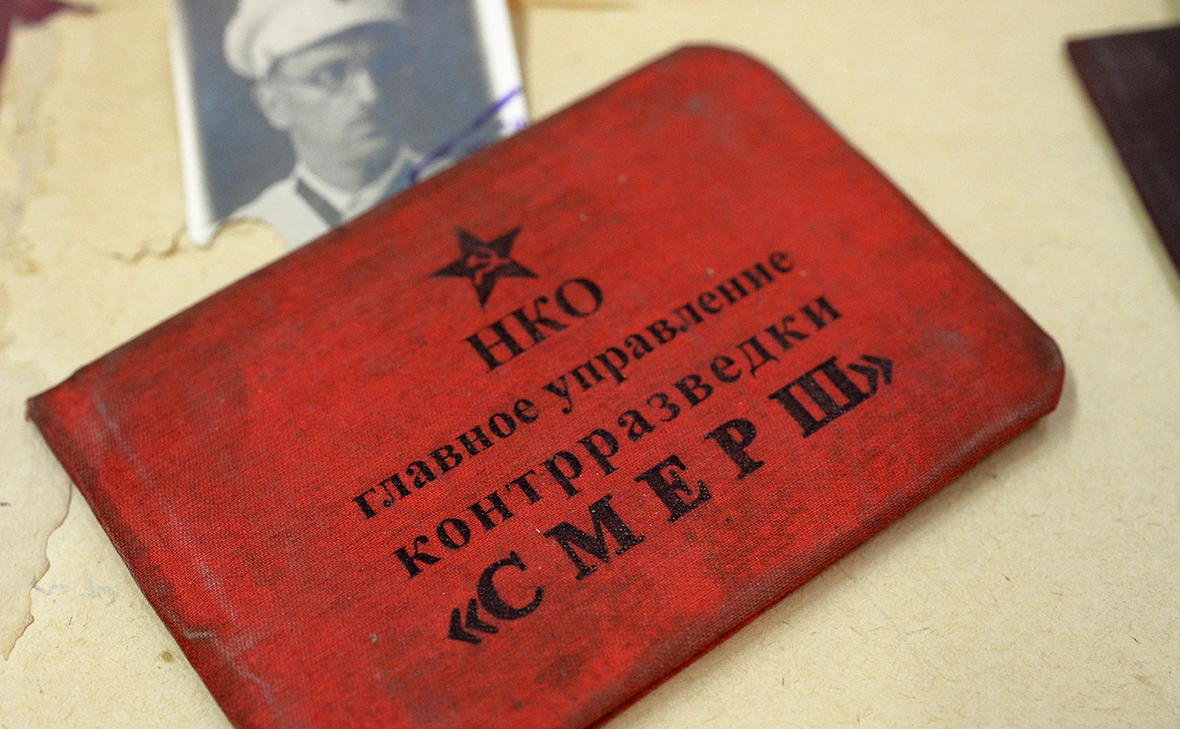 НКО
главное управление
контрразведки
«СМЕРШ»